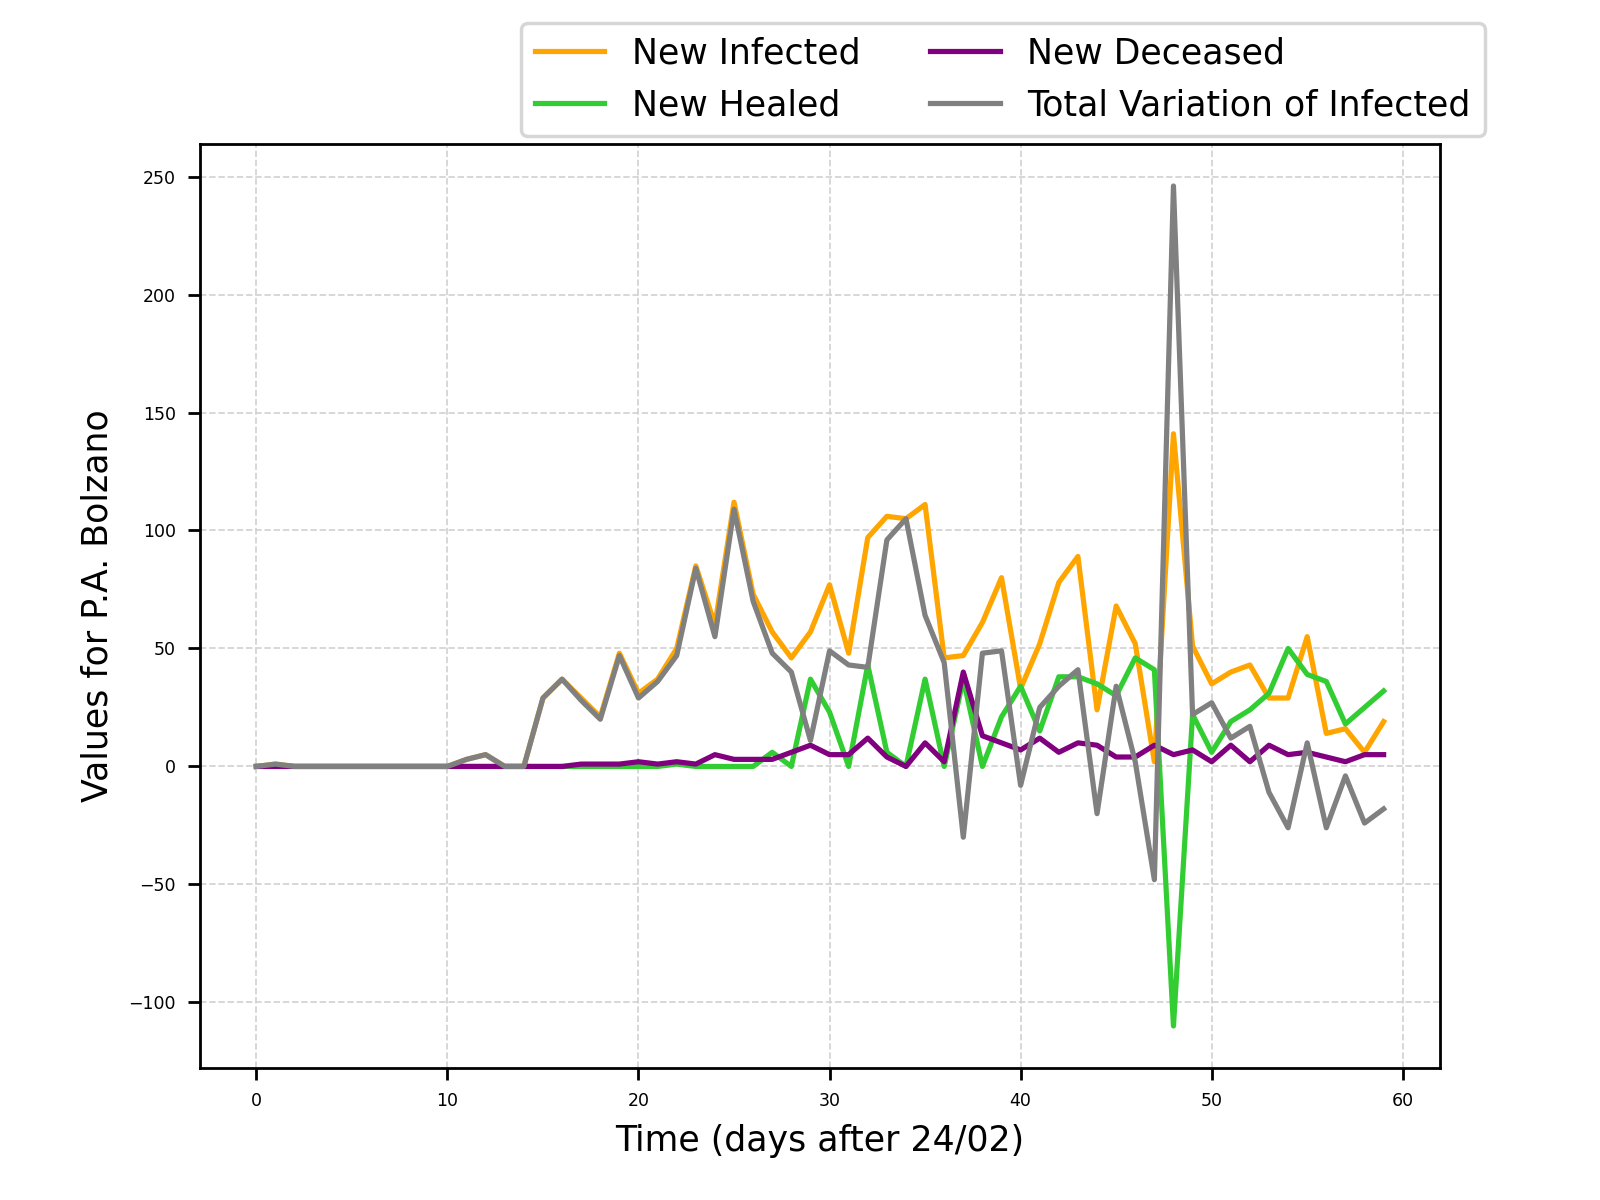 New Infected
New Healed
New Deceased
Total Variation of Infected
250
200
150
100
50
0
−50
−100
Values for P.A. Bolzano
0 10 20 30 40 50 60
Time (days after 24/02)